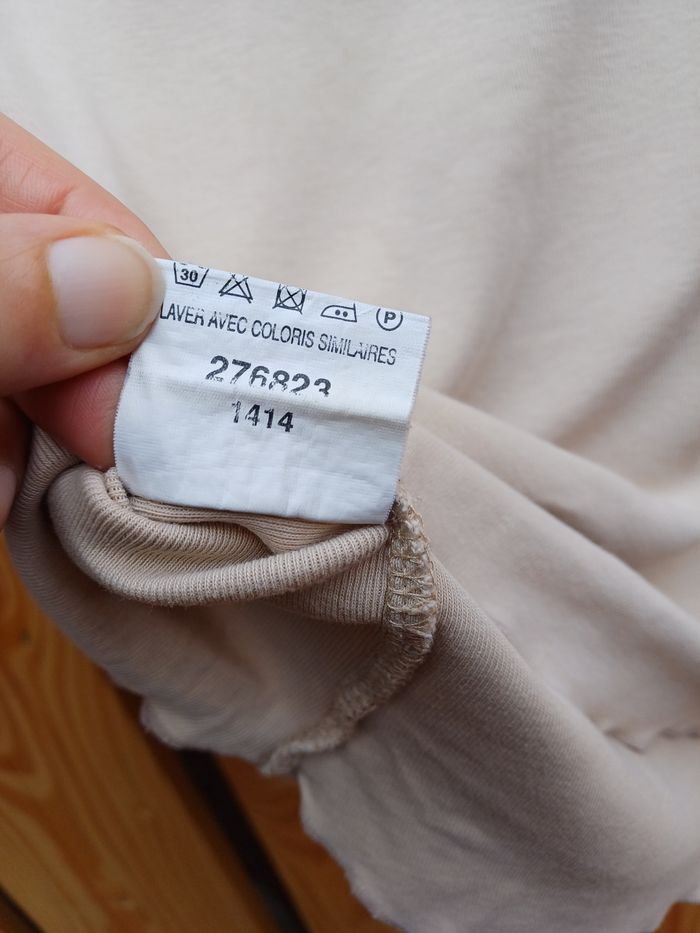 30 P
LAVER AVEC COLORIS SIMILAIRES
276823
1414